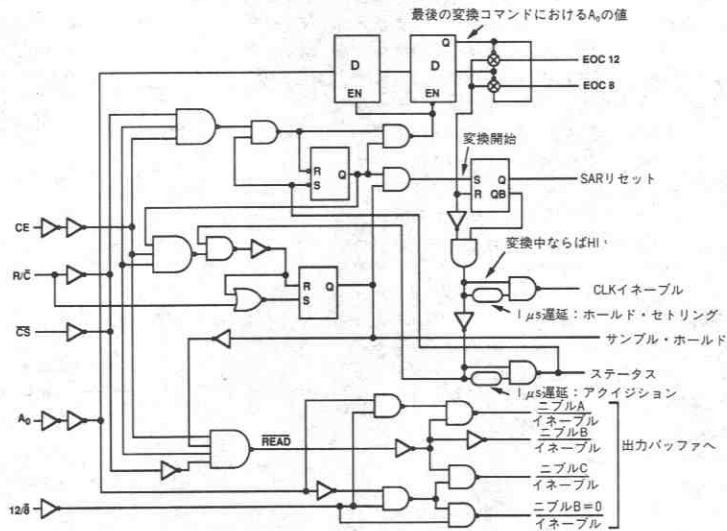 最後の変換コマンドにおけるA₀の値
Q
D
D
EN
EN
EOC 12
EOC 8
変換開始
R
S
Q
S
R
Q
QB
SARリセット
CE
R/C̅
C̅S̅
A₀
12/8̅
R
S
Q
変換中ならばHI
CLKイネーブル
1μs遅延：ホールド・セトリング
サンプル・ホールド
ステータス
1μs遅延：アクイジション
R̅E̅A̅D̅
ニブルA
イネーブル
ニブルB
イネーブル
ニブルC
イネーブル
ニブルB=0
イネーブル
出力バッファへ